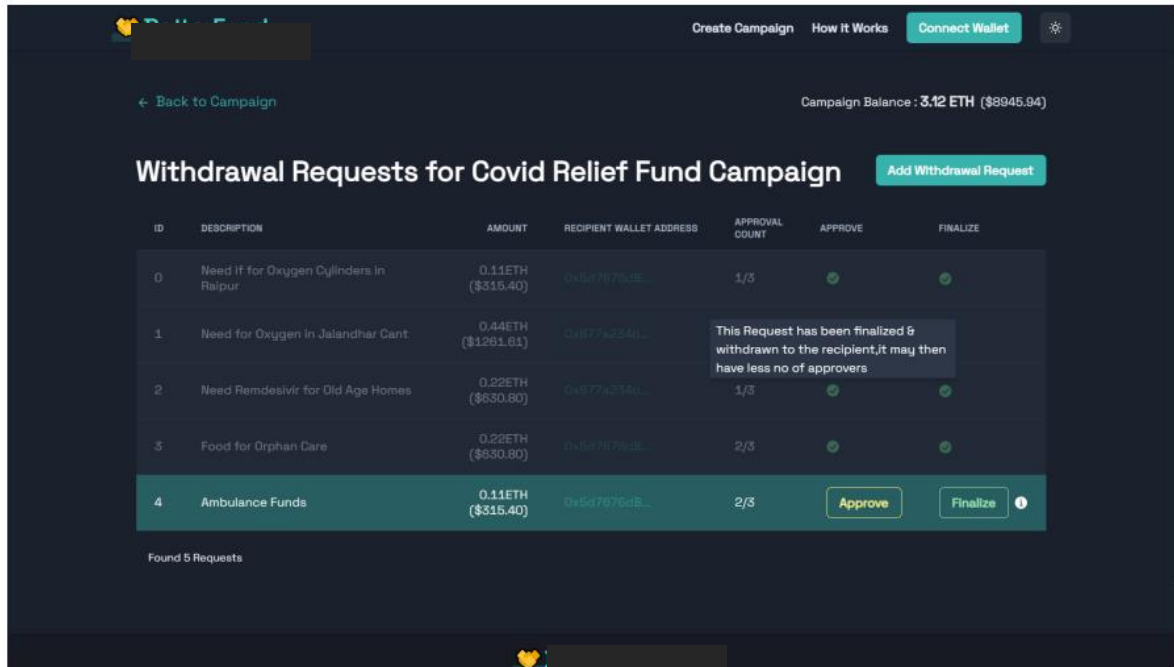 Create Campaign How it Works Connect Wallet
← Back to Campaign
Campaign Balance : 3.12 ETH ($8945.94)
Withdrawal Requests for Covid Relief Fund Campaign
Add Withdrawal Request
ID DESCRIPTION AMOUNT RECIPIENT WALLET ADDRESS APPROVAL COUNT APPROVE FINALIZE
0 Need if for Oxygen Cylinders in
Raipur
0.11ETH
($315.40)
1/3
1 Need for Oxygen in Jalandhar Cant
0.44ETH
($1261.61)
This Request has been finalized &
withdrawn to the recipient,it may then
have less no of approvers
2 Need Remdesivir for Old Age Homes
0.22ETH
($630.80)
1/3
3 Food for Orphan Care
0.22ETH
($630.80)
2/3
4 Ambulance Funds
0.11ETH
($315.40)
0x5d7676dB...
2/3
Approve
Finalize
Found 5 Requests